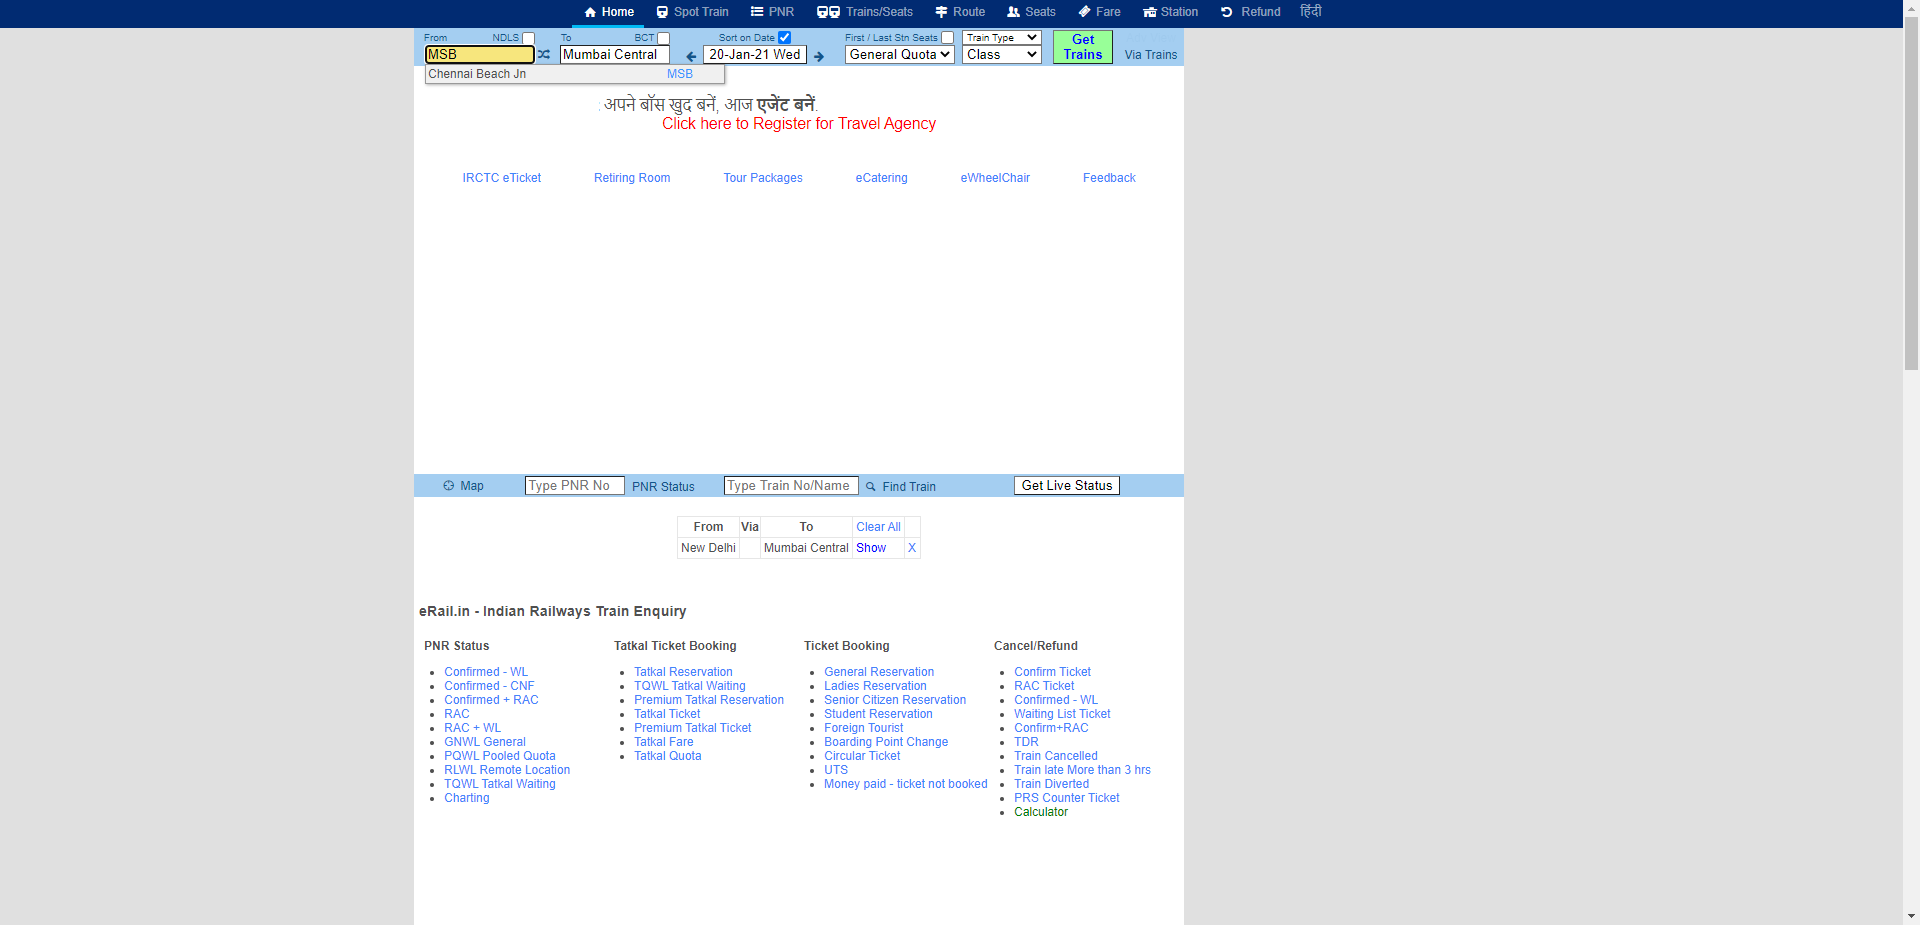 Home Spot Train PNR Trains/Seats Route Seats Fare Station Refund हिंदी
From NDLS To BCT Sort on Date First / Last Stn Seats Train Type Get Trains
MSB Mumbai Central 20-Jan-21 Wed General Quota Class Via Trains
Chennai Beach Jn MSB
: अपने बॉस खुद बनें, आज एजेंट बनें.
Click here to Register for Travel Agency
IRCTC eTicket Retiring Room Tour Packages eCatering eWheelChair Feedback
Map Type PNR No PNR Status Type Train No/Name Find Train Get Live Status
From Via To Clear All
New Delhi Mumbai Central Show X
eRail.in - Indian Railways Train Enquiry
PNR Status
Confirmed - WL
Confirmed - CNF
Confirmed + RAC
RAC
RAC + WL
GNWL General
PQWL Pooled Quota
RLWL Remote Location
TQWL Tatkal Waiting
Charting
Tatkal Ticket Booking
Tatkal Reservation
TQWL Tatkal Waiting
Premium Tatkal Reservation
Tatkal Ticket
Premium Tatkal Ticket
Tatkal Fare
Tatkal Quota
Ticket Booking
General Reservation
Ladies Reservation
Senior Citizen Reservation
Student Reservation
Foreign Tourist
Boarding Point Change
Circular Ticket
UTS
Money paid - ticket not booked
Cancel/Refund
Confirm Ticket
RAC Ticket
Confirmed - WL
Waiting List Ticket
Confirm+RAC
TDR
Train Cancelled
Train late More than 3 hrs
Train Diverted
PRS Counter Ticket
Calculator